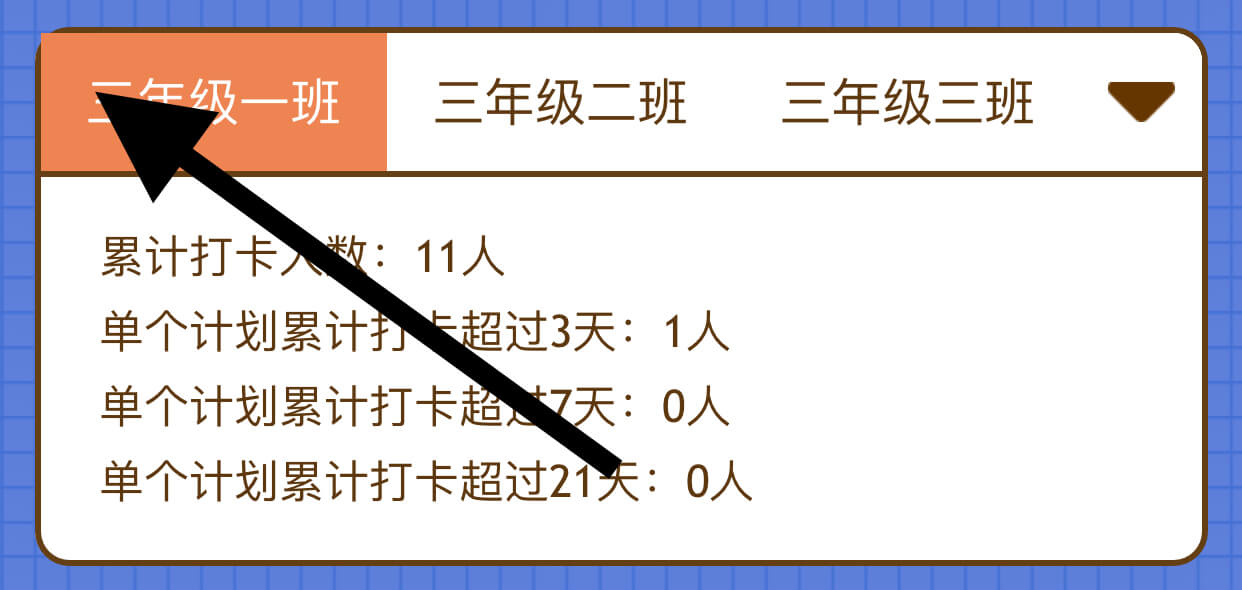 三年级一班 三年级二班 三年级三班
累计打卡人数：11人
单个计划累计打卡超过3天：1人
单个计划累计打卡超过7天：0人
单个计划累计打卡超过21天：0人